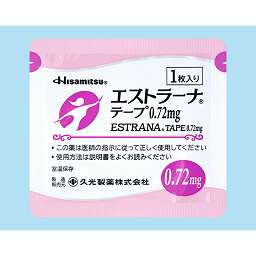 Hisamitsu
1枚入り
エストラーナ®
テープ0.72mg
ESTRANA® TAPE 0.72mg
• この薬は医師の指示に従って正しく使用してください
• 使用方法は説明書をよくお読みください
室温保存
製造販売元 久光製薬株式会社
0.72mg